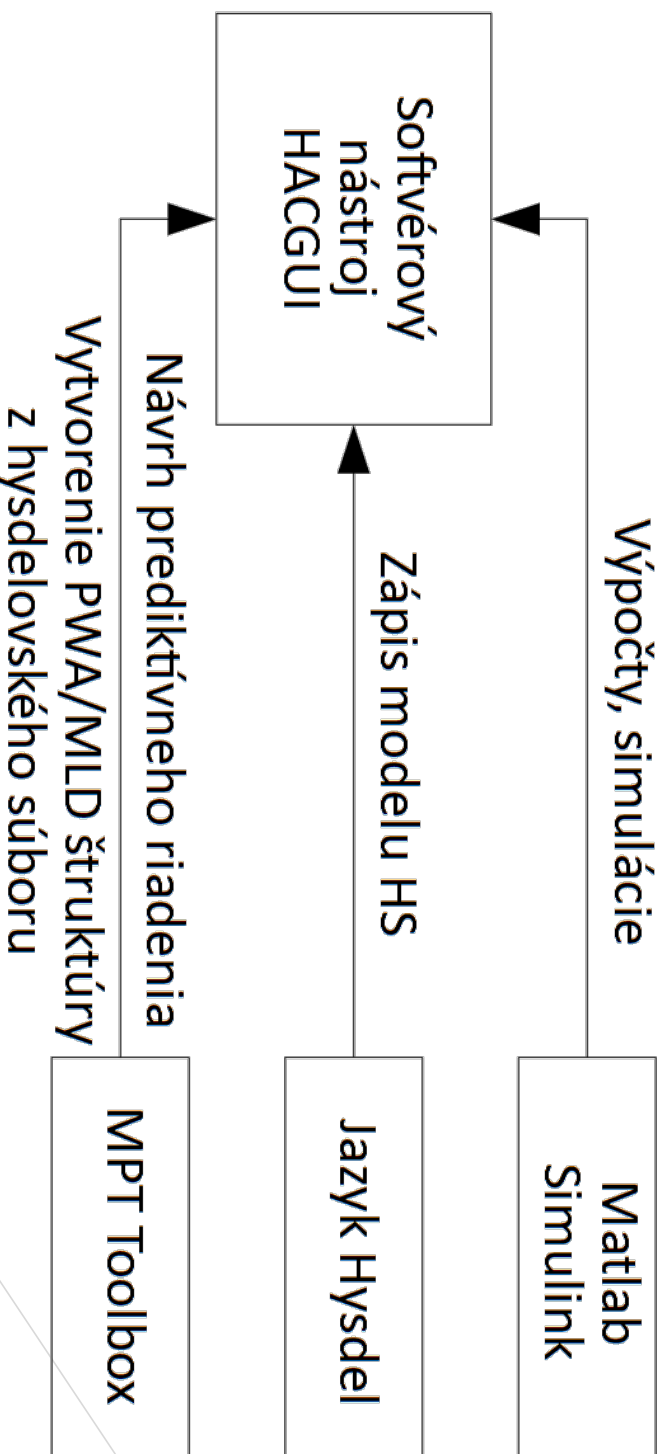 Softvérový
nástroj
HACGUI
Výpočty, simulácie
Matlab
Simulink
Zápis modelu HS
Jazyk Hysdel
Návrh prediktívneho riadenia
Vytvorenie PWA/MLD štruktúry
z hysdelovského súboru
MPT Toolbox